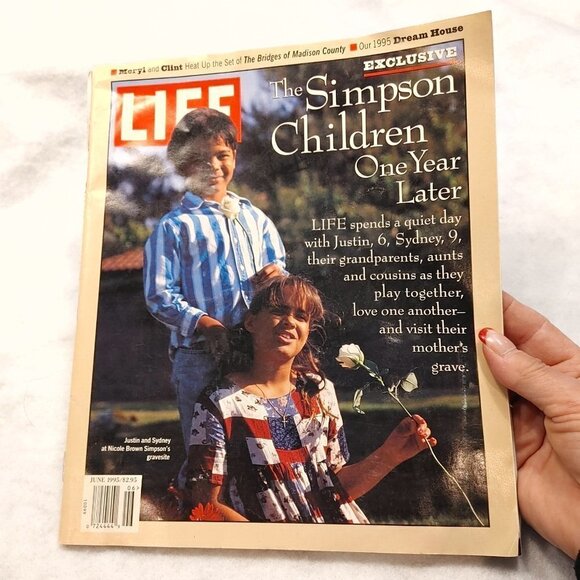 Meryl and Clint Heat Up the Set of The Bridges of Madison County Our 1995 Dream House
LIFE
EXCLUSIVE
The Simpson
Children
One Year
Later
LIFE spends a quiet day
with Justin, 6, Sydney, 9,
their grandparents, aunts
and cousins as they
play together,
love one another–
and visit their
mother's
grave.
Justin and Sydney
at Nicole Brown Simpson's
gravesite
JUNE 1995/$2.95
06